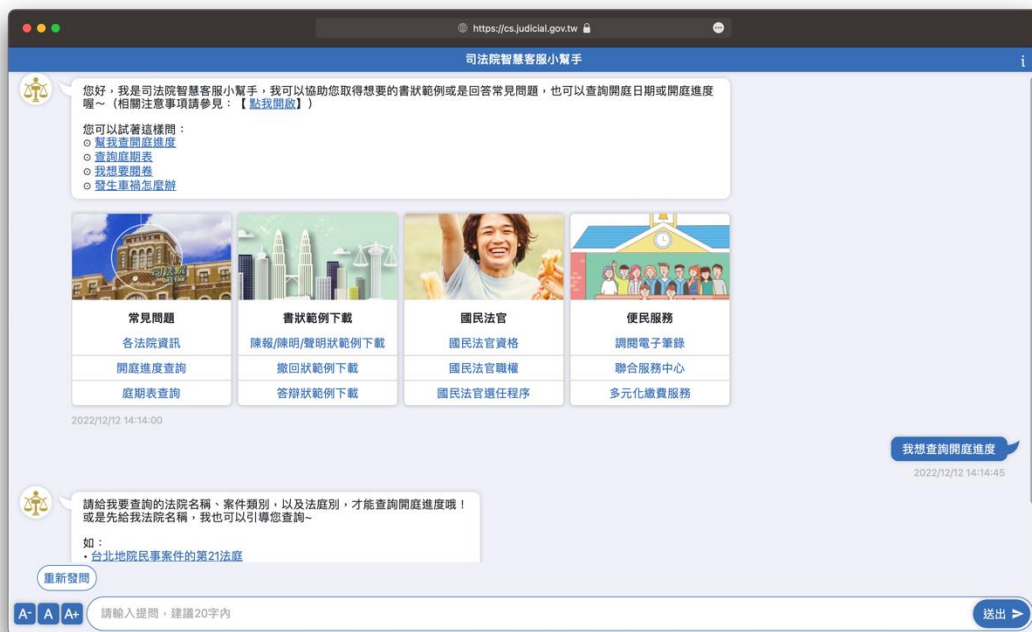 https://cs.judicial.gov.tw
司法院智慧客服小幫手
i
您好，我是司法院智慧客服小幫手，我可以協助您取得想要的書狀範例或是回答常見問題，也可以查詢開庭日期或開庭進度
喔~（相關注意事項請參見：【點我開啟】）
您可以試著這樣問：
⊙ 幫我查開庭進度
⊙ 查詢庭期表
⊙ 我想要閱卷
⊙ 發生車禍怎麼辦
常見問題
各法院資訊
開庭進度查詢
庭期表查詢
書狀範例下載
陳報/陳明/聲明狀範例下載
撤回狀範例下載
答辯狀範例下載
國民法官
國民法官資格
國民法官職權
國民法官選任程序
便民服務
調閱電子筆錄
聯合服務中心
多元化繳費服務
2022/12/12 14:14:00
我想查詢開庭進度
2022/12/12 14:14:45
請給我要查詢的法院名稱、案件類別，以及法庭別，才能查詢開庭進度哦！
或是先給我法院名稱，我也可以引導您查詢~
如：
・台北地院民事案件的第21法庭
重新發問
A- A A+
請輸入提問，建議20字內
送出